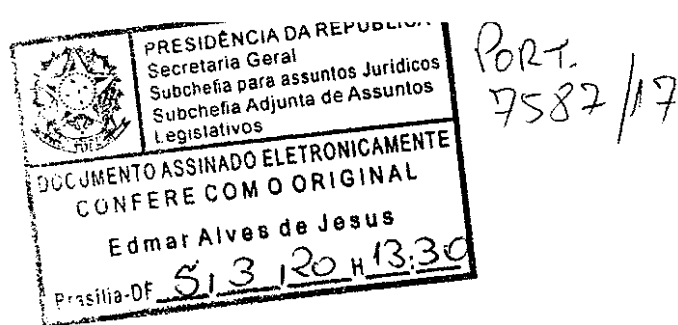 PRESIDÊNCIA DA REPÚBLICA
Secretaria Geral
Subchefia para assuntos Jurídicos
Subchefia Adjunta de Assuntos
Legislativos
DOCUMENTO ASSINADO ELETRONICAMENTE
CONFERE COM O ORIGINAL
Edmar Alves de Jesus
Brasília-DF 5, 3, 20 H 13:30
PORT.
7587/17